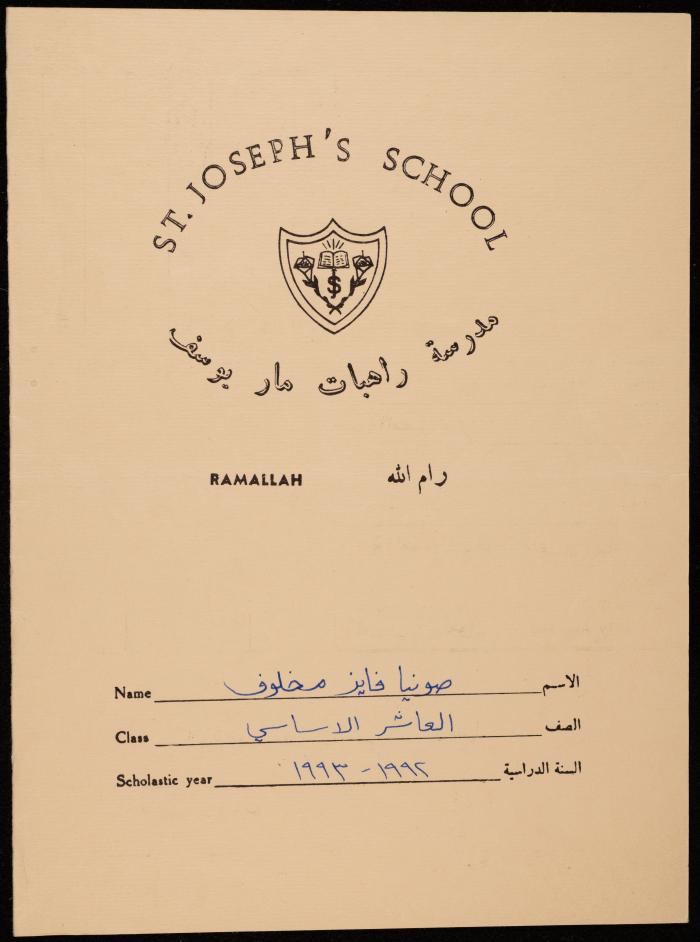 ST. JOSEPH'S SCHOOL
$
مدرسة راهبات مار يوسف
RAMALLAH رام الله
Name صونيا فايز مخلوف الاسم
Class العاشر الاساسي الصف
Scholastic year ١٩٩٢ - ١٩٩٣ السنة الدراسية